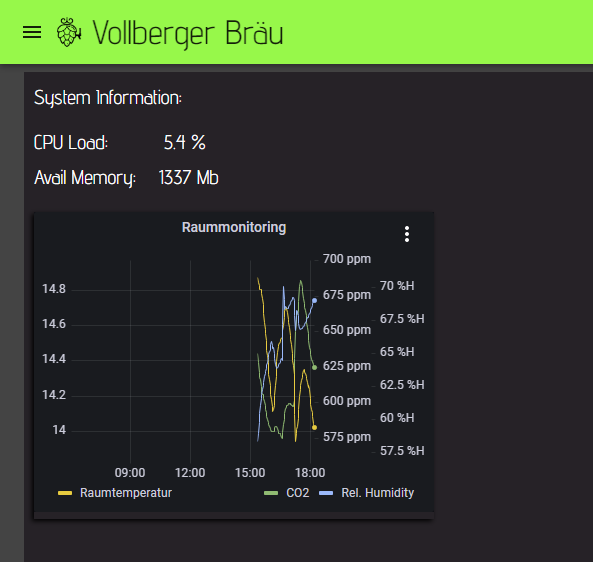 Vollberger Bräu
System Information:
CPU Load: 5.4 %
Avail Memory: 1337 Mb
Raummonitoring
700 ppm
14.8 675 ppm 70 %H
14.6 650 ppm 67.5 %H
14.4 625 ppm 65 %H
14.2 600 ppm 62.5 %H
14 575 ppm 60 %H
57.5 %H
09:00 12:00 15:00 18:00
Raumtemperatur CO2 Rel. Humidity